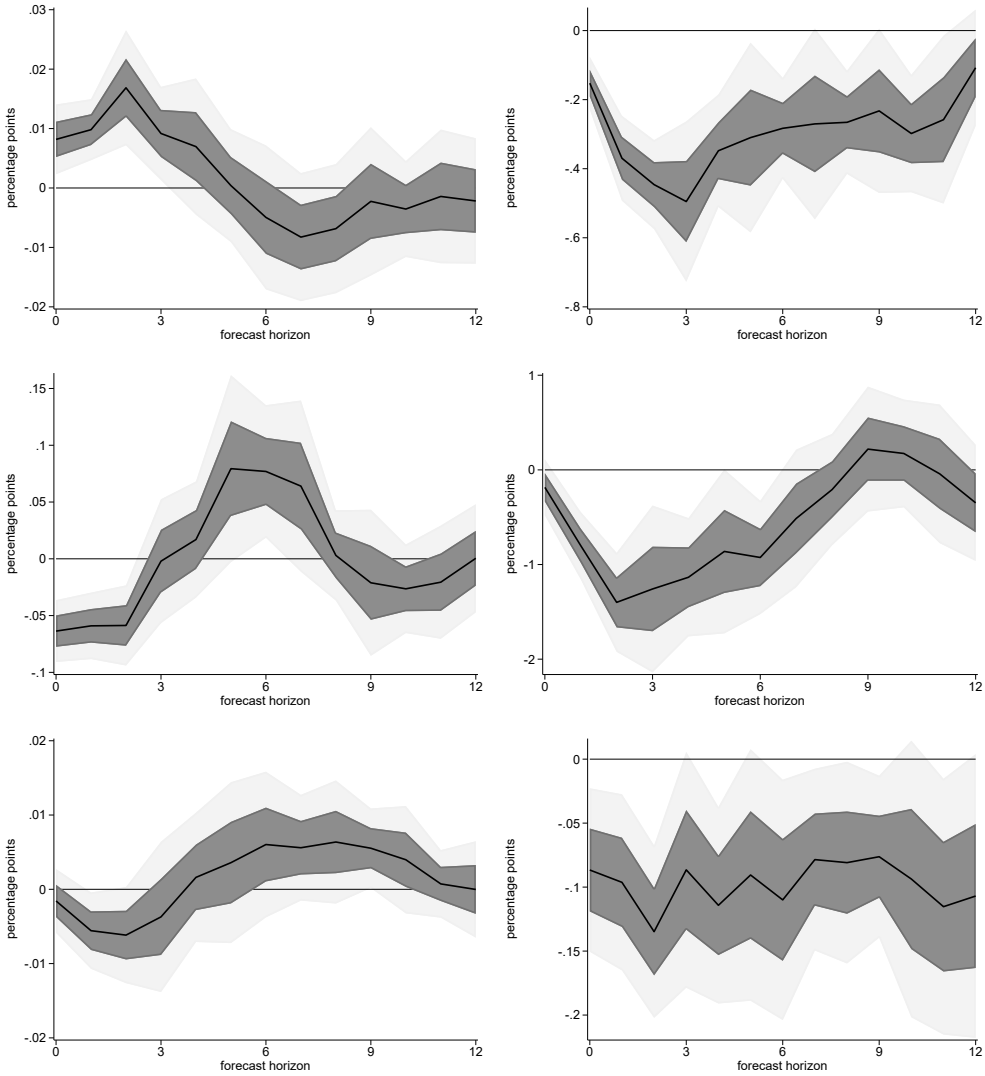 percentage points
.03
.02
.01
0
-.01
-.02
0 3 6 9 12
forecast horizon
percentage points
0
-.2
-.4
-.6
-.8
0 3 6 9 12
forecast horizon
percentage points
.15
.1
.05
0
-.05
-.1
0 3 6 9 12
forecast horizon
percentage points
1
0
-1
-2
0 3 6 9 12
forecast horizon
percentage points
.02
.01
0
-.01
-.02
0 3 6 9 12
forecast horizon
percentage points
0
-.05
-.1
-.15
-.2
0 3 6 9 12
forecast horizon